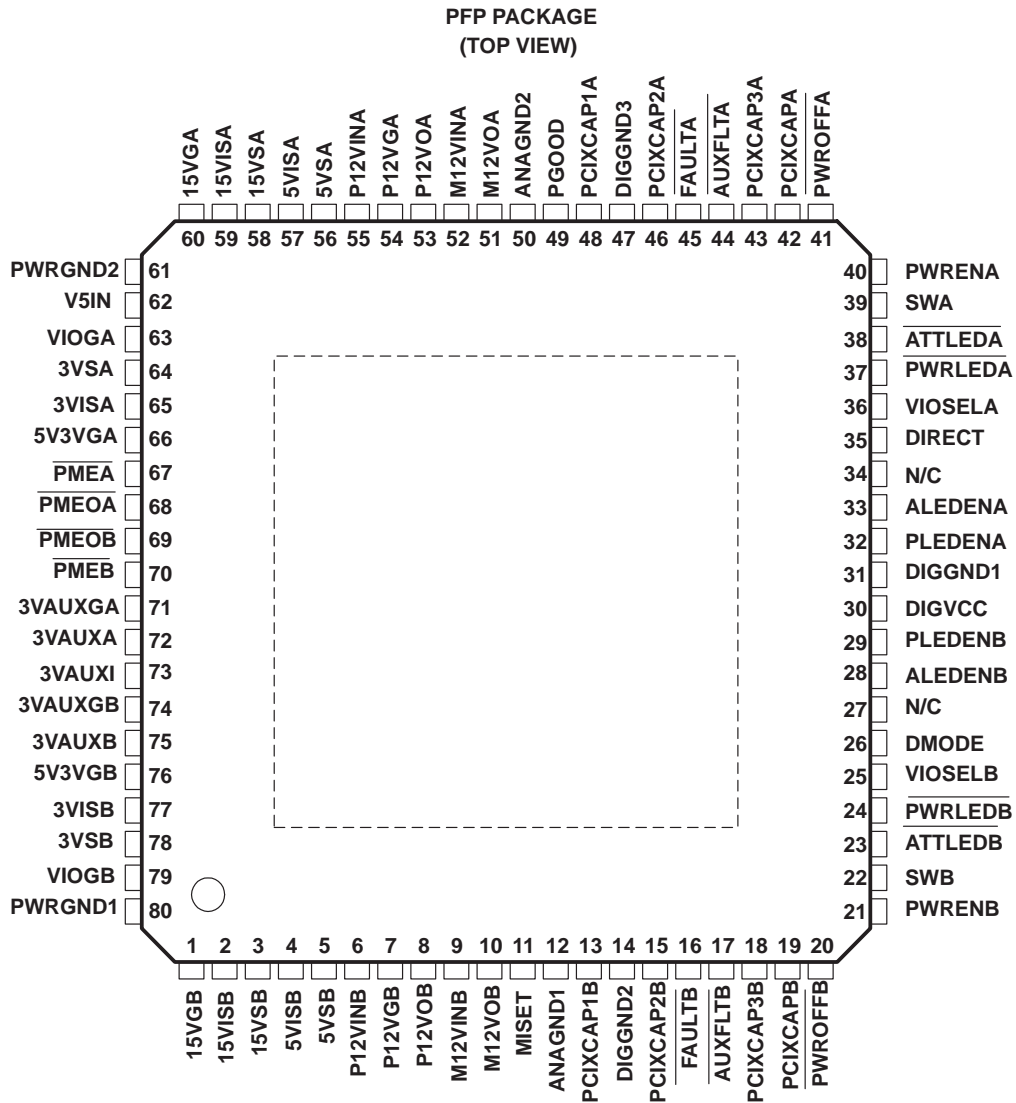 PFP PACKAGE
(TOP VIEW)
15VGA
15VISA
15VSA
5VISA
5VSA
P12VINA
P12VGA
P12VOA
M12VINA
M12VOA
ANAGND2
PGOOD
PCIXCAP1A
DIGGND3
PCIXCAP2A
FAULTA
AUXFLTA
PCIXCAP3A
PCIXCAPA
PWROFFA
60 59 58 57 56 55 54 53 52 51 50 49 48 47 46 45 44 43 42 41
PWRGND2 61
V5IN 62
VIOGA 63
3VSA 64
3VISA 65
5V3VGA 66
PMEA 67
PMEOA 68
PMEOB 69
PMEB 70
3VAUXGA 71
3VAUXA 72
3VAUXI 73
3VAUXGB 74
3VAUXB 75
5V3VGB 76
3VISB 77
3VSB 78
VIOGB 79
PWRGND1 80
40 PWRENA
39 SWA
38 ATTLEDA
37 PWRLEDA
36 VIOSELA
35 DIRECT
34 N/C
33 ALEDENA
32 PLEDENA
31 DIGGND1
30 DIGVCC
29 PLEDENB
28 ALEDENB
27 N/C
26 DMODE
25 VIOSELB
24 PWRLEDB
23 ATTLEDB
22 SWB
21 PWRENB
1 2 3 4 5 6 7 8 9 10 11 12 13 14 15 16 17 18 19 20
15VGB
15VISB
15VSB
5VISB
5VSB
P12VINB
P12VGB
P12VOB
M12VINB
M12VOB
MISET
ANAGND1
PCIXCAP1B
DIGGND2
PCIXCAP2B
FAULTB
AUXFLTB
PCIXCAP3B
PCIXCAPB
PWROFFB